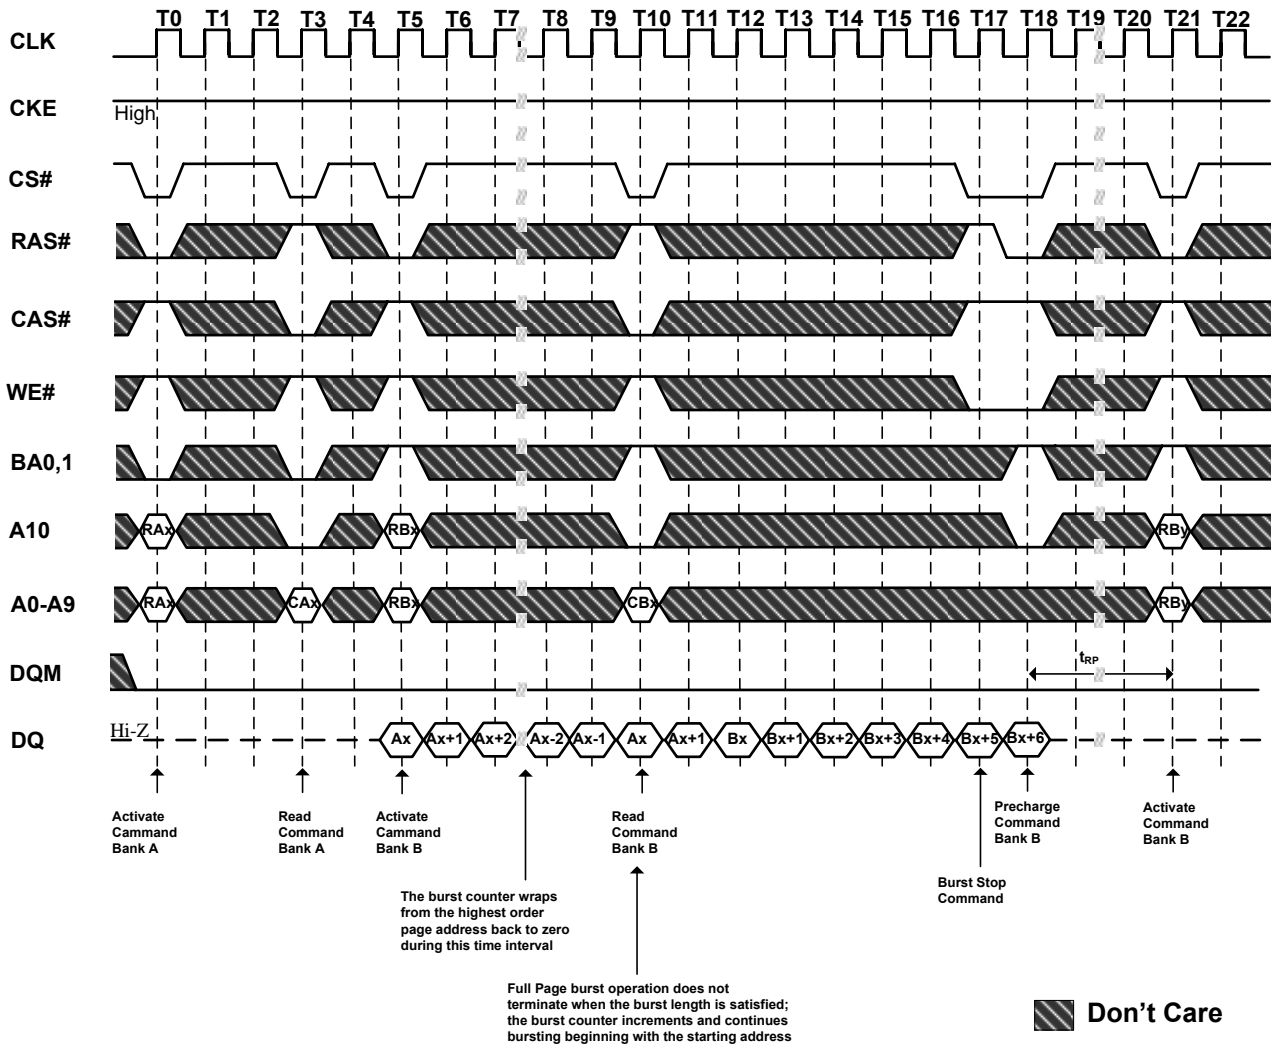 T0 T1 T2 T3 T4 T5 T6 T7 T8 T9 T10 T11 T12 T13 T14 T15 T16 T17 T18 T19 T20 T21 T22
CLK
CKE
High
CS#
RAS#
CAS#
WE#
BA0,1
A10
RAx RBx RBy
A0-A9
RAx CAx RBx CBx RBy
DQM
tRP
DQ
Hi-Z
Ax Ax+1 Ax+2 Ax-2 Ax-1 Ax Ax+1 Bx Bx+1 Bx+2 Bx+3 Bx+4 Bx+5 Bx+6
Activate
Cammand
Bank A
Read
Command
Bank A
Activate
Cammand
Bank B
Read
Command
Bank B
Precharge
Command
Bank B
Activate
Command
Bank B
Burst Stop
Command
The burst counter wraps
from the highest order
page address back to zero
during this time interval
Full Page burst operation does not
terminate when the burst length is satisfied;
the burst counter increments and continues
bursting beginning with the starting address
Don't Care